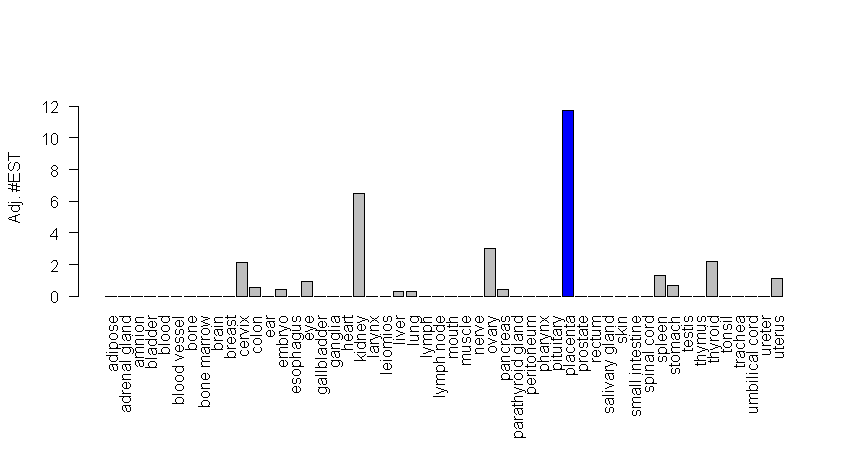 12
10
8
6
4
2
0
Adj. #EST
adipose
adrenal gland
amnion
bladder
blood
blood vessel
bone
bone marrow
brain
breast
cervix
colon
ear
embryo
esophagus
eye
gallbladder
ganglia
heart
kidney
larynx
leiomios
liver
lung
lymph
lymph node
mouth
muscle
nerve
ovary
pancreas
parathyroid gland
peritoneum
pharynx
pituitary
placenta
prostate
rectum
salivary gland
skin
small intestine
spinal cord
spleen
stomach
testis
thymus
thyroid
tonsil
trachea
umbilical cord
ureter
uterus